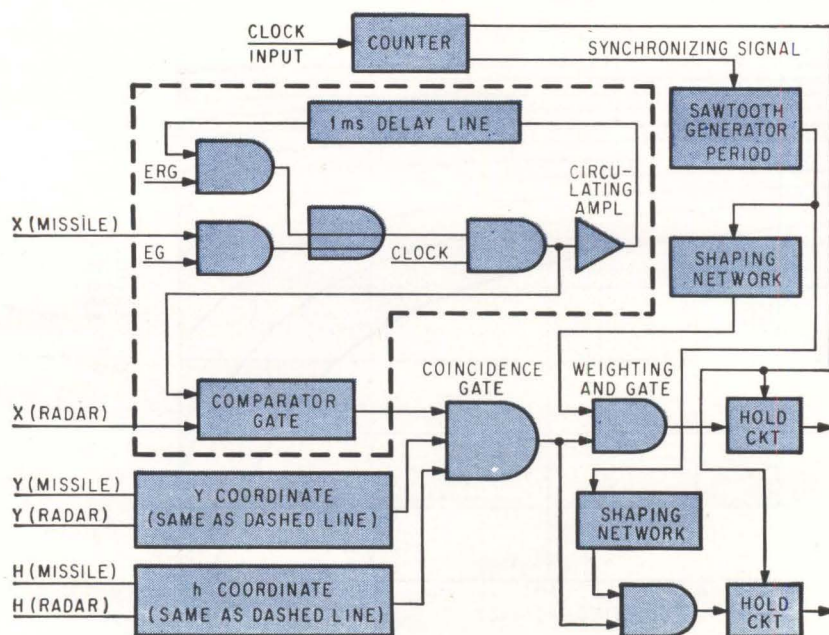 CLOCK
INPUT
COUNTER
SYNCHRONIZING SIGNAL
SAWTOOTH
GENERATOR
PERIOD
1ms DELAY LINE
CIRCU-
LATING
AMPL
ERG
X (MISSILE)
EG
CLOCK
SHAPING
NETWORK
COINCIDENCE
GATE
WEIGHTING
AND GATE
X (RADAR)
COMPARATOR
GATE
HOLD
CKT
Y (MISSILE)
Y (RADAR)
Y COORDINATE
(SAME AS DASHED LINE)
SHAPING
NETWORK
H (MISSILE)
H (RADAR)
h COORDINATE
(SAME AS DASHED LINE)
HOLD
CKT